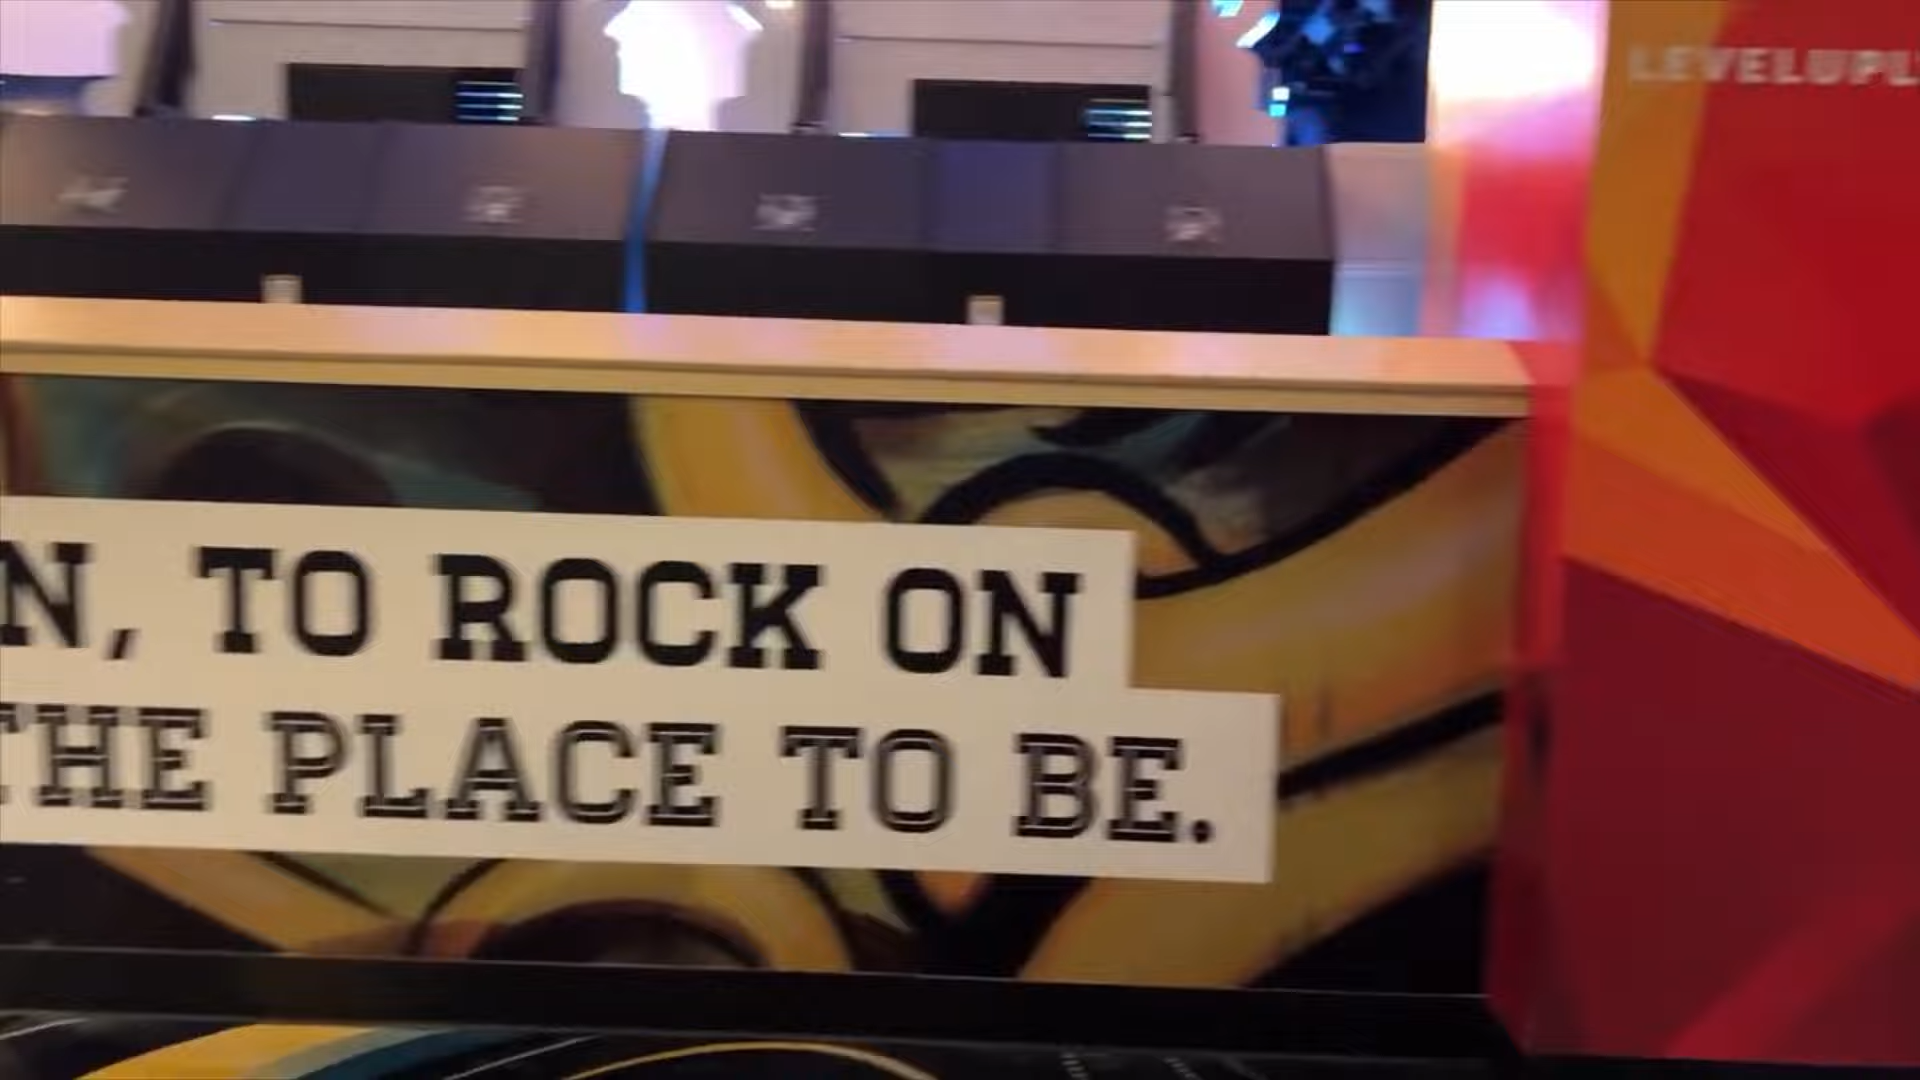 LEVELUPL
N, TO ROCK ON
THE PLACE TO BE.